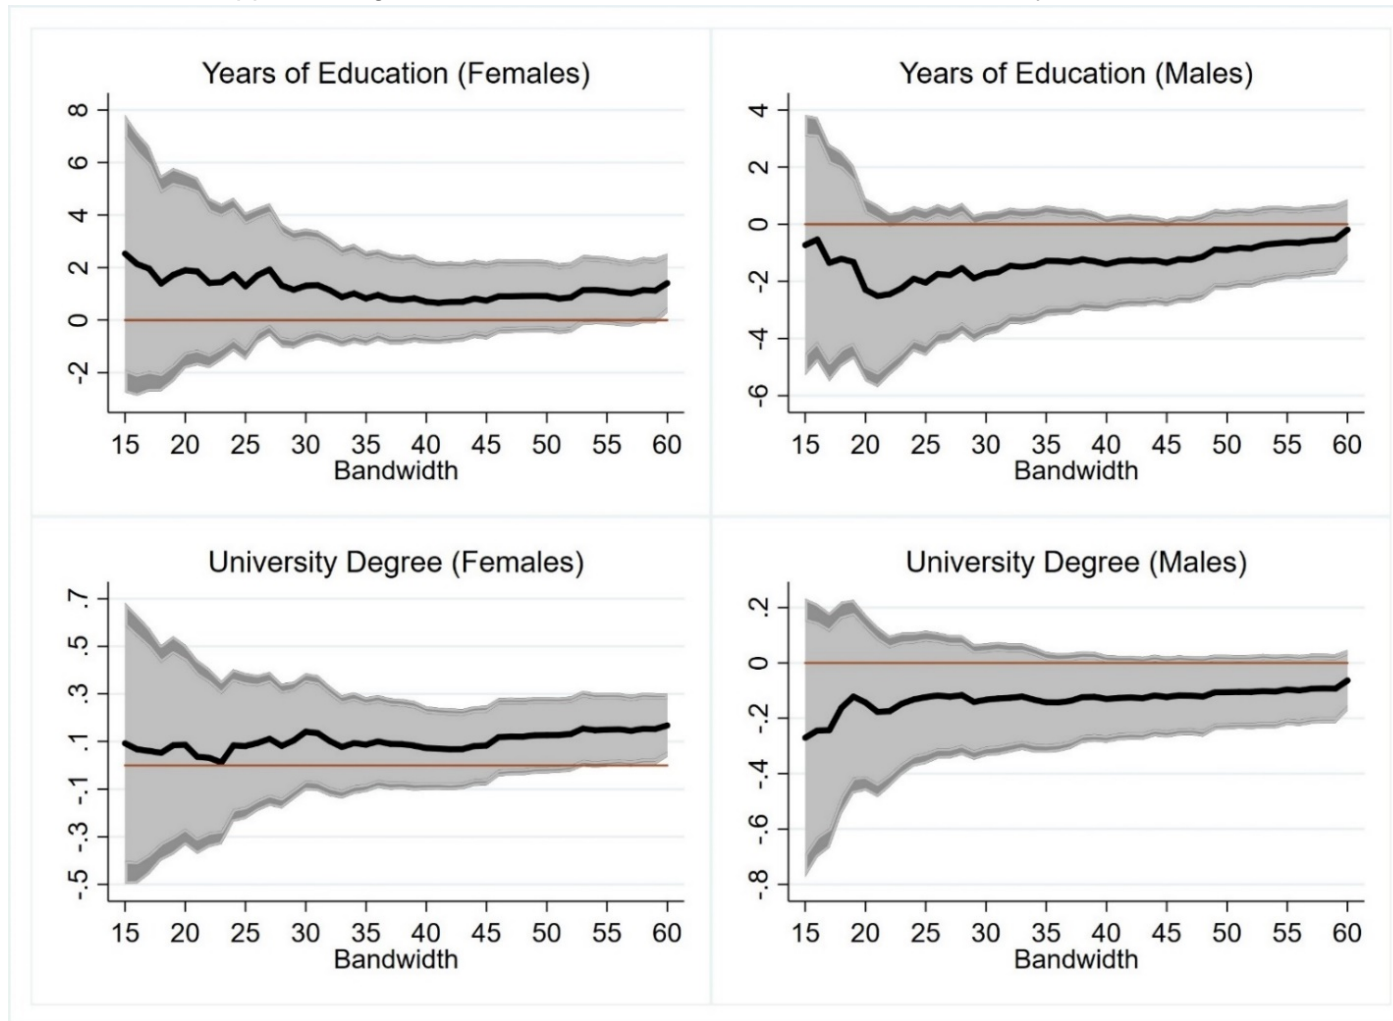 Years of Education (Females)
8
6
4
2
0
-2
15 20 25 30 35 40 45 50 55 60
Bandwidth
Years of Education (Males)
4
2
0
-2
-4
-6
15 20 25 30 35 40 45 50 55 60
Bandwidth
University Degree (Females)
.7
.5
.3
.1
-.1
-.3
-.5
15 20 25 30 35 40 45 50 55 60
Bandwidth
University Degree (Males)
.2
0
-.2
-.4
-.6
-.8
15 20 25 30 35 40 45 50 55 60
Bandwidth